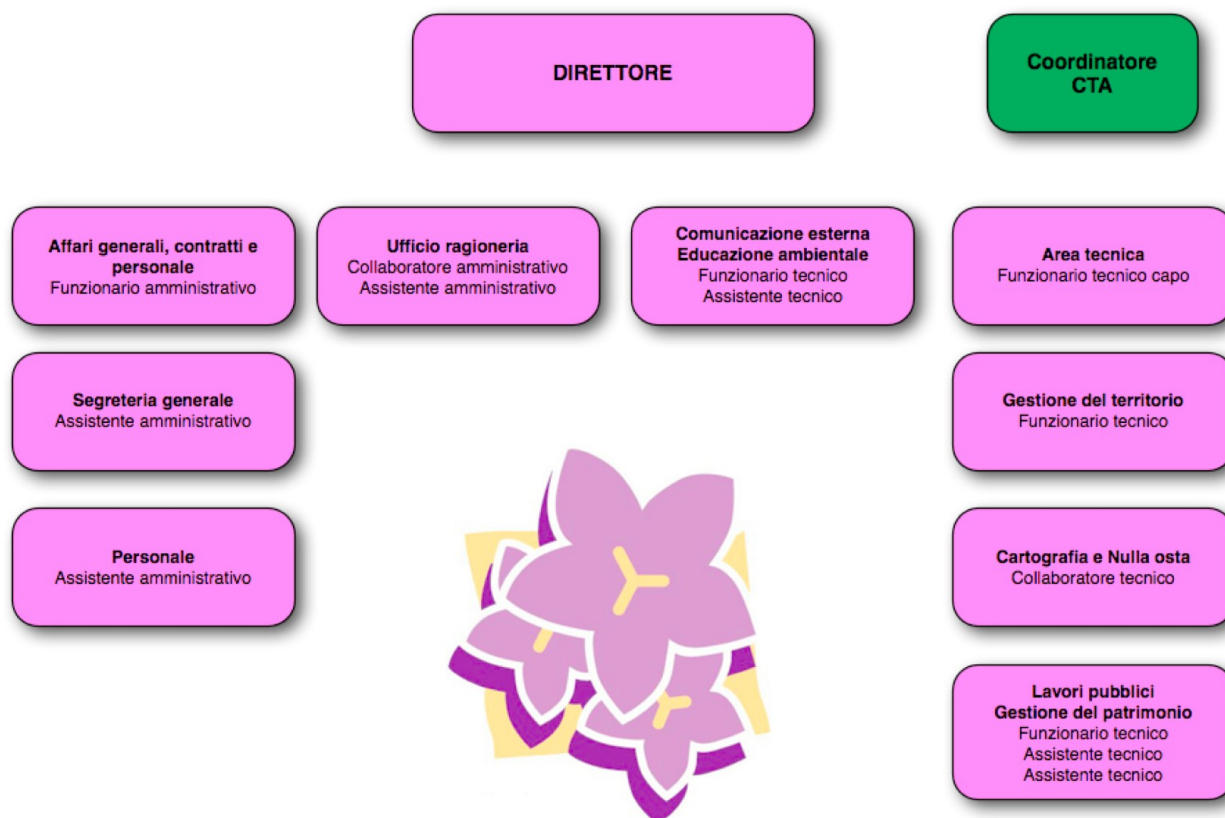 DIRETTORE
Coordinatore
CTA
Affari generali, contratti e
personale
Funzionario amministrativo
Ufficio ragioneria
Collaboratore amministrativo
Assistente amministrativo
Comunicazione esterna
Educazione ambientale
Funzionario tecnico
Assistente tecnico
Area tecnica
Funzionario tecnico capo
Segreteria generale
Assistente amministrativo
Gestione del territorio
Funzionario tecnico
Personale
Assistente amministrativo
Cartografia e Nulla osta
Collaboratore tecnico
Lavori pubblici
Gestione del patrimonio
Funzionario tecnico
Assistente tecnico
Assistente tecnico